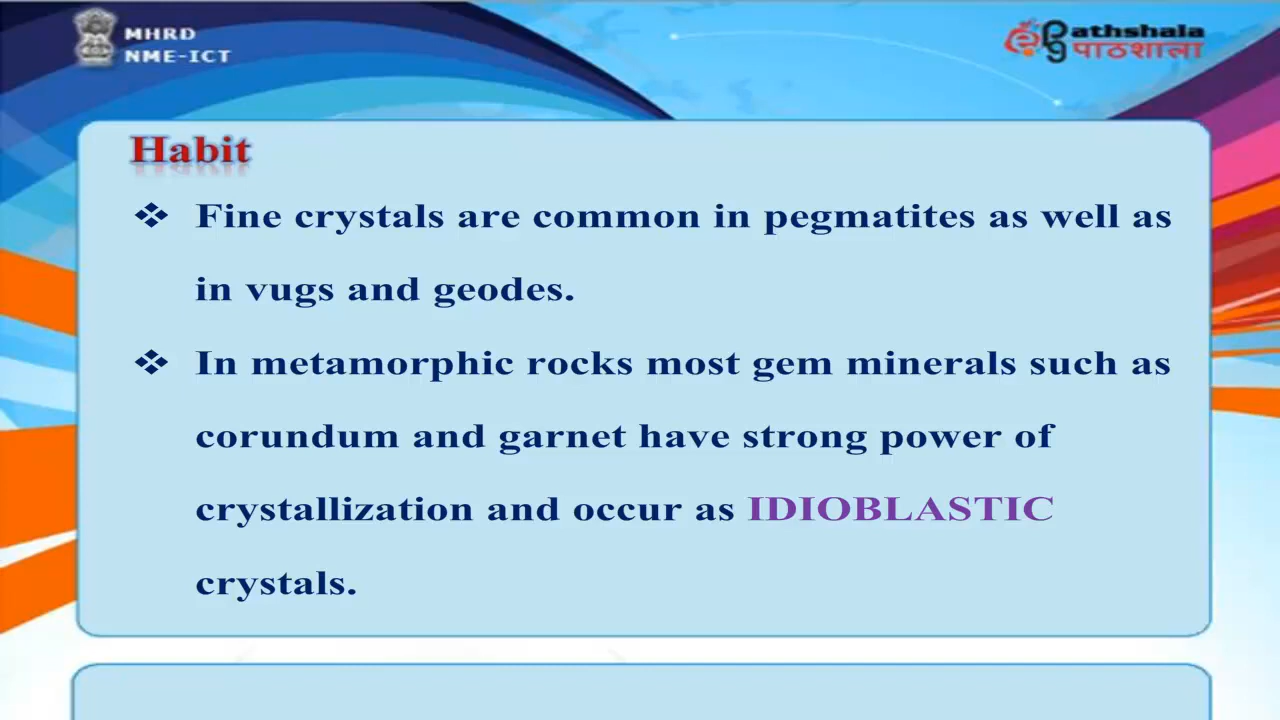 MHRD
NME-ICT
ePg athshala
पाठशाला
Habit
❖ Fine crystals are common in pegmatites as well as
in vugs and geodes.
❖ In metamorphic rocks most gem minerals such as
corundum and garnet have strong power of
crystallization and occur as IDIOBLASTIC
crystals.